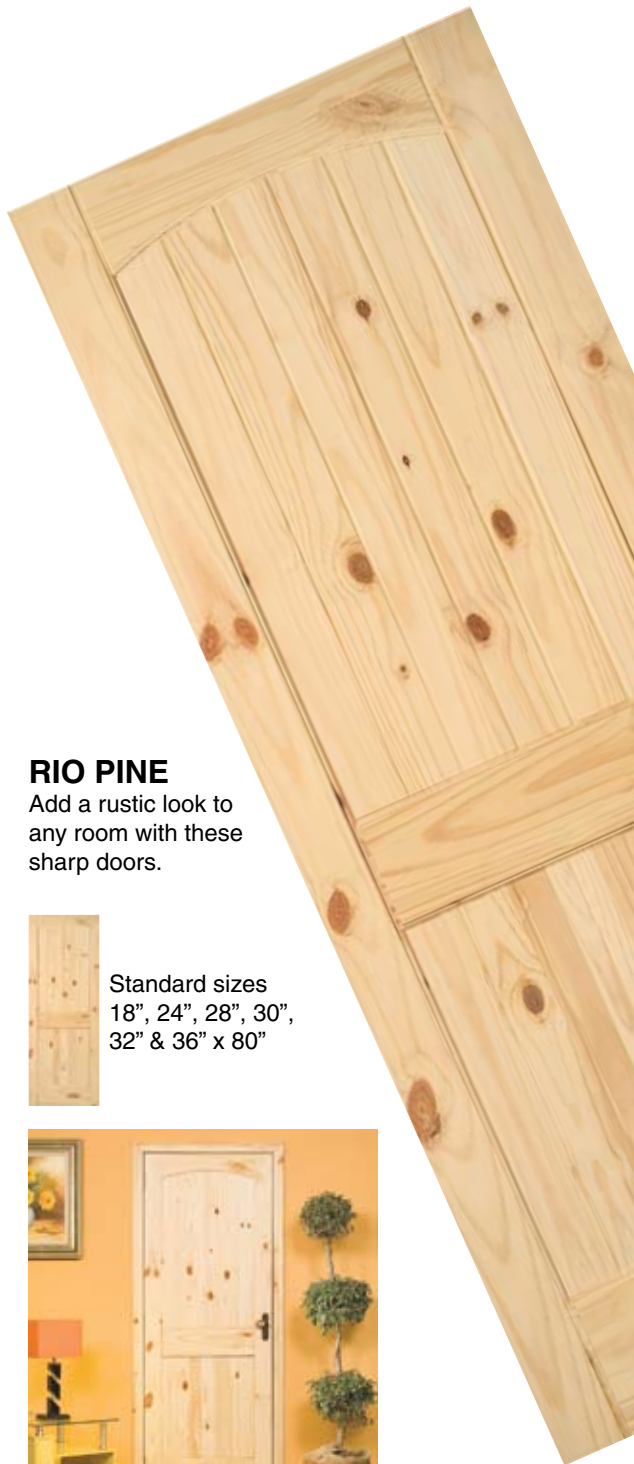 RIO PINE
Add a rustic look to
any room with these
sharp doors.
Standard sizes
18”, 24”, 28”, 30”,
32” & 36” x 80”